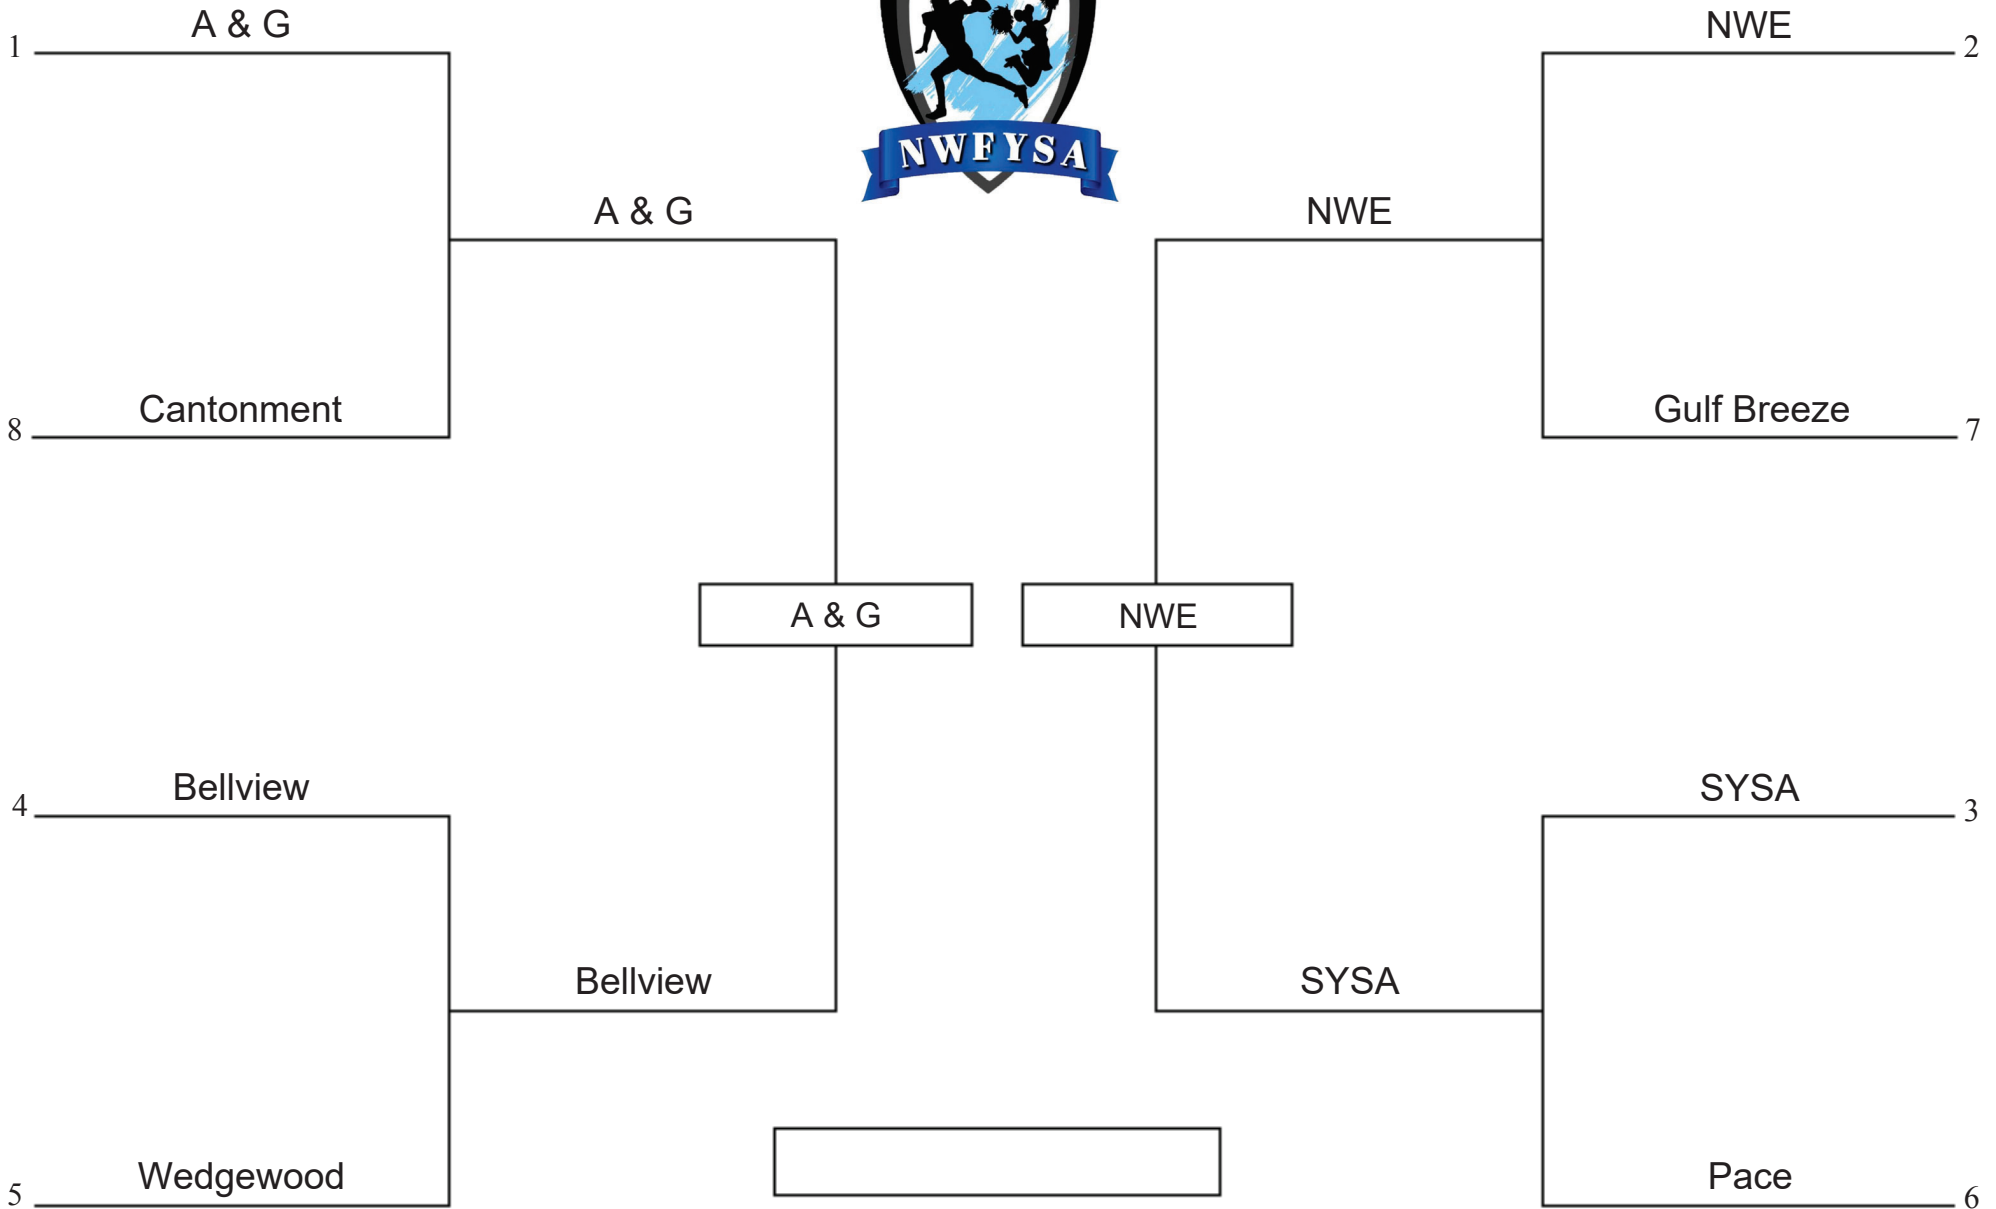 A & G
NWE
1
2
NWFYSA
A & G
NWE
Cantonment
Gulf Breeze
8
7
A & G
NWE
Bellview
SYSA
4
3
Bellview
SYSA
Wedgewood
Pace
5
6